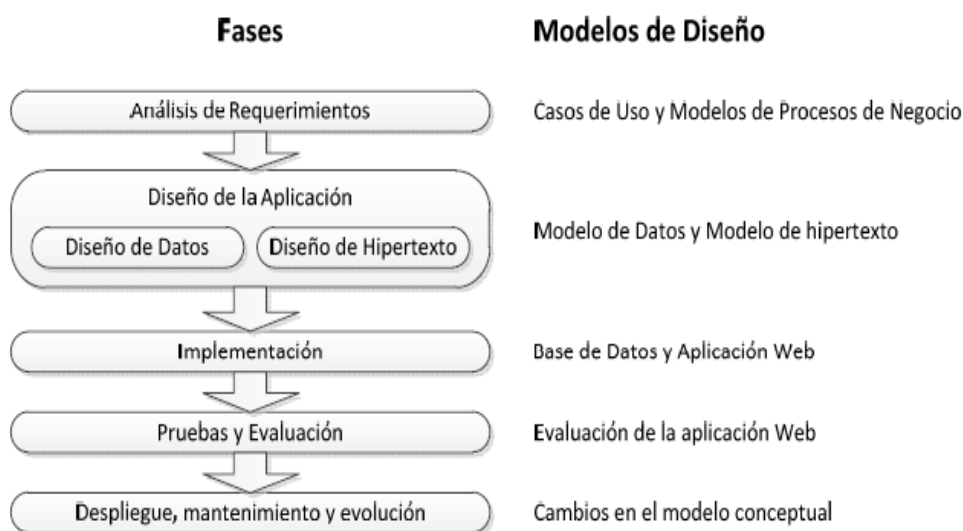 Fases Modelos de Diseño
Análisis de Requerimientos Casos de Uso y Modelos de Procesos de Negocio
Diseño de la Aplicación
Diseño de Datos Diseño de Hipertexto Modelo de Datos y Modelo de hipertexto
Implementación Base de Datos y Aplicación Web
Pruebas y Evaluación Evaluación de la aplicación Web
Despliegue, mantenimiento y evolución Cambios en el modelo conceptual